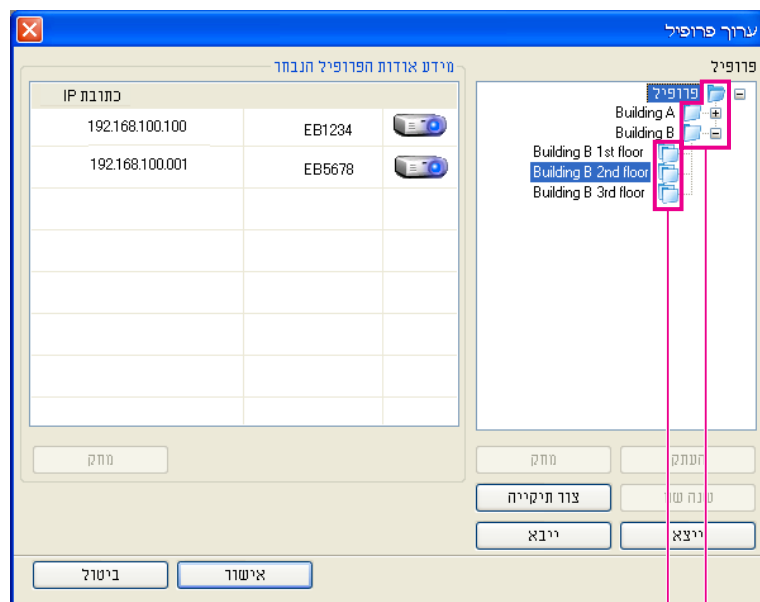 ערוך פרופיל
פרופיל
פרופיל
Building A
Building B
Building B 1st floor
Building B 2nd floor
Building B 3rd floor
מידע אודות הפרופיל הנבחר
כתובת IP
EB1234 192.168.100.100
EB5678 192.168.100.001
העתק מחק
שנה שם צור תיקייה
ייצא ייבא
מחק
אישור ביטול